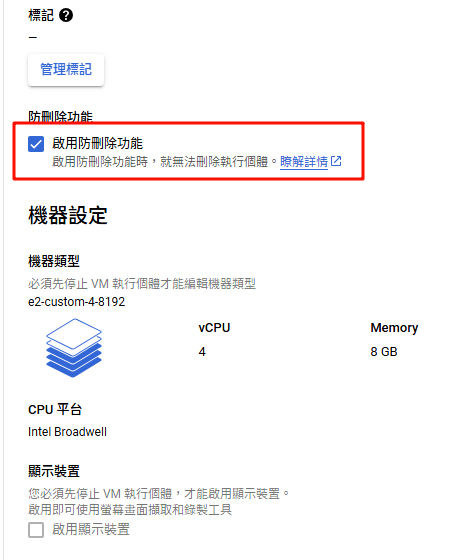 標記
–
管理標記
防刪除功能
啟用防刪除功能
啟用防刪除功能時，就無法刪除執行個體。瞭解詳情
機器設定
機器類型
必須先停止 VM 執行個體才能編輯機器類型
e2-custom-4-8192
vCPU Memory
4 8 GB
CPU 平台
Intel Broadwell
顯示裝置
您必須先停止 VM 執行個體，才能啟用顯示裝置。
啟用即可使用螢幕畫面擷取和錄製工具
啟用顯示裝置